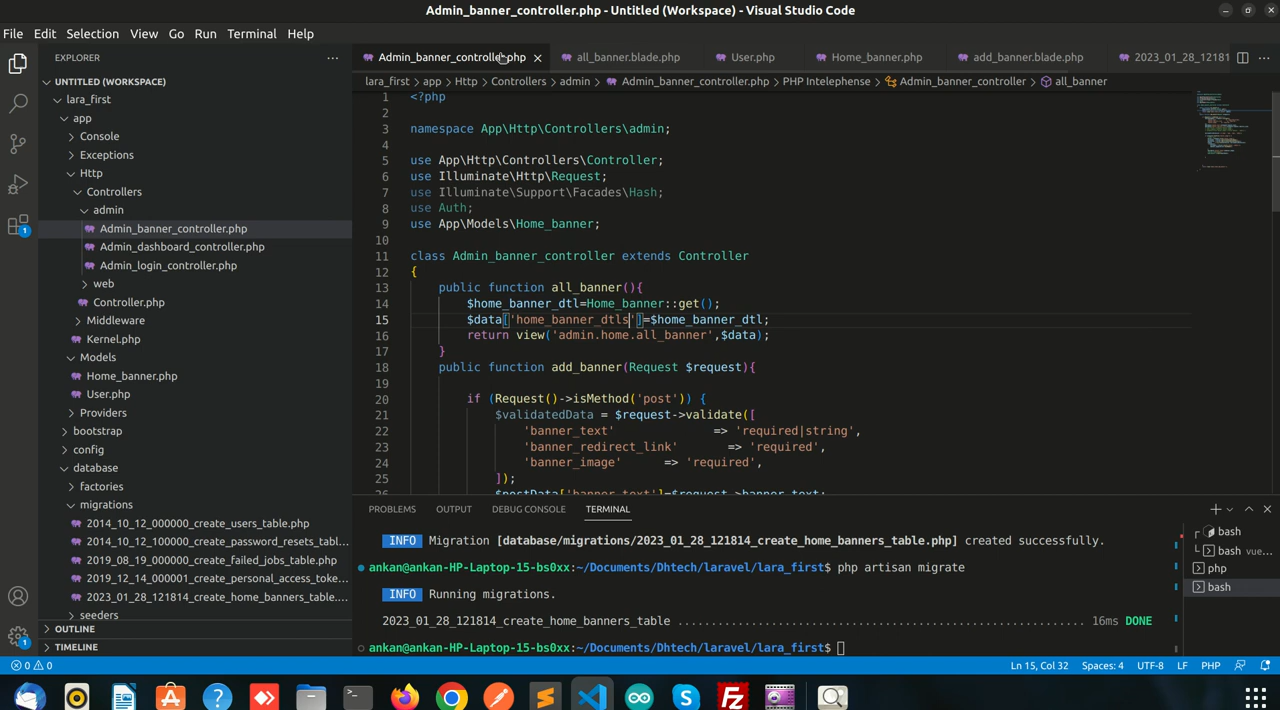 Admin_banner_controller.php - Untitled (Workspace) - Visual Studio Code
File Edit Selection View Go Run Terminal Help
EXPLORER
UNTITLED (WORKSPACE)
lara_first
app
Console
Exceptions
Http
Controllers
admin
Admin_banner_controller.php
Admin_dashboard_controller.php
Admin_login_controller.php
web
Controller.php
Middleware
Kernel.php
Models
Home_banner.php
User.php
Providers
bootstrap
config
database
factories
migrations
2014_10_12_000000_create_users_table.php
2014_10_12_100000_create_password_resets_tabl...
2019_08_19_000000_create_failed_jobs_table.php
2019_12_14_000001_create_personal_access_toke...
2023_01_28_121814_create_home_banners_table....
seeders
OUTLINE
TIMELINE
Admin_banner_controller.php all_banner.blade.php User.php Home_banner.php add_banner.blade.php 2023_01_28_12181
lara_first > app > Http > Controllers > admin > Admin_banner_controller.php > PHP Intelephense > Admin_banner_controller > all_banner
1 <?php
2
3 namespace App\Http\Controllers\admin;
4
5 use App\Http\Controllers\Controller;
6 use Illuminate\Http\Request;
7 use Illuminate\Support\Facades\Hash;
8 use Auth;
9 use App\Models\Home_banner;
10
11 class Admin_banner_controller extends Controller
12 {
13 public function all_banner(){
14 $home_banner_dtl=Home_banner::get();
15 $data['home_banner_dtls']=$home_banner_dtl;
16 return view('admin.home.all_banner',$data);
17 }
18 public function add_banner(Request $request){
19
20 if (Request()->isMethod('post')) {
21 $validatedData = $request->validate([
22 'banner_text' => 'required|string',
23 'banner_redirect_link' => 'required',
24 'banner_image' => 'required',
25 ]);
26 $postData['banner_text']=$request->banner_text;
PROBLEMS OUTPUT DEBUG CONSOLE TERMINAL
INFO Migration [database/migrations/2023_01_28_121814_create_home_banners_table.php] created successfully.
ankan@ankan-HP-Laptop-15-bs0xx:~/Documents/Dhtech/laravel/lara_first$ php artisan migrate
INFO Running migrations.
2023_01_28_121814_create_home_banners_table ........................................................ 16ms DONE
ankan@ankan-HP-Laptop-15-bs0xx:~/Documents/Dhtech/laravel/lara_first$
bash
bash vue...
php
bash
1
1
0 0 Ln 15, Col 32 Spaces: 4 UTF-8 LF PHP